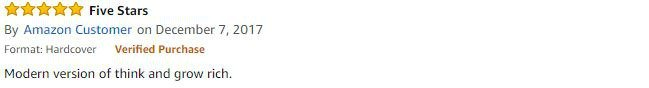 Five Stars
By Amazon Customer on December 7, 2017
Format: Hardcover Verified Purchase
Modern version of think and grow rich.